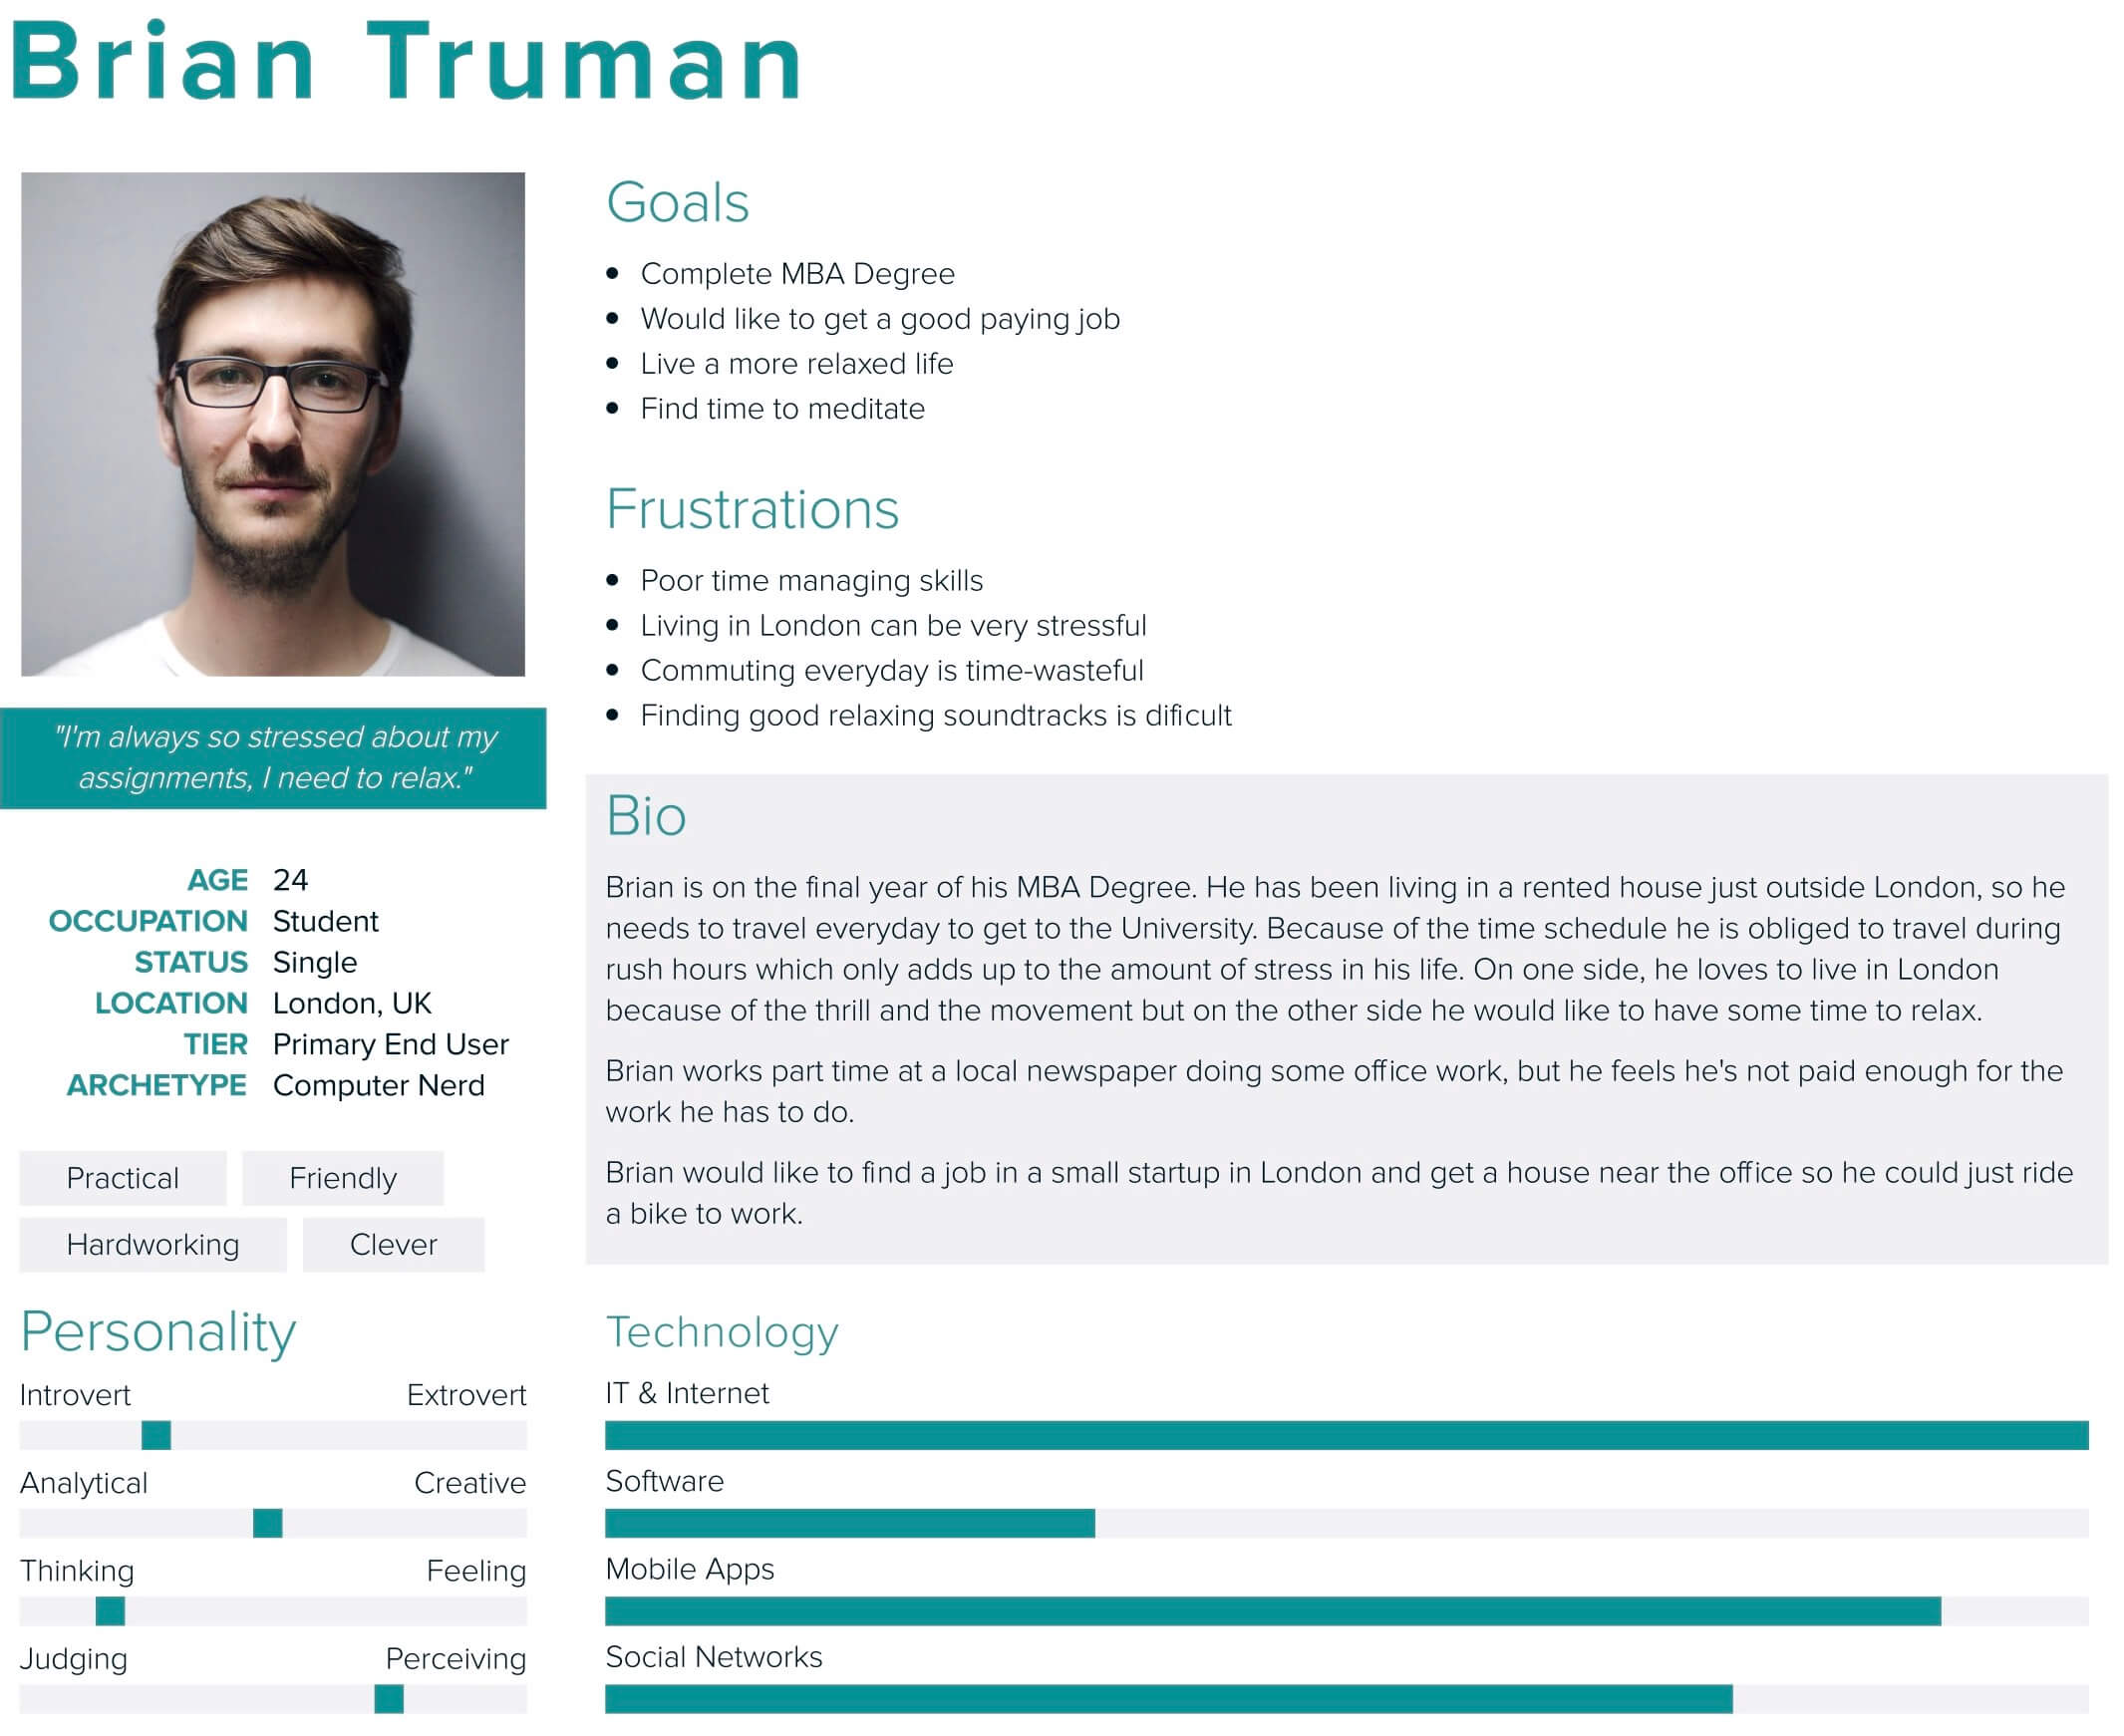 Brian Truman
"I'm always so stressed about my
assignments, I need to relax."
AGE 24
OCCUPATION Student
STATUS Single
LOCATION London, UK
TIER Primary End User
ARCHETYPE Computer Nerd
Practical Friendly
Hardworking Clever
Personality
Introvert Extrovert
Analytical Creative
Thinking Feeling
Judging Perceiving
Goals
Complete MBA Degree
Would like to get a good paying job
Live a more relaxed life
Find time to meditate
Frustrations
Poor time managing skills
Living in London can be very stressful
Commuting everyday is time-wasteful
Finding good relaxing soundtracks is dificult
Bio
Brian is on the final year of his MBA Degree. He has been living in a rented house just outside London, so he
needs to travel everyday to get to the University. Because of the time schedule he is obliged to travel during
rush hours which only adds up to the amount of stress in his life. On one side, he loves to live in London
because of the thrill and the movement but on the other side he would like to have some time to relax.
Brian works part time at a local newspaper doing some office work, but he feels he's not paid enough for the
work he has to do.
Brian would like to find a job in a small startup in London and get a house near the office so he could just ride
a bike to work.
Technology
IT & Internet
Software
Mobile Apps
Social Networks